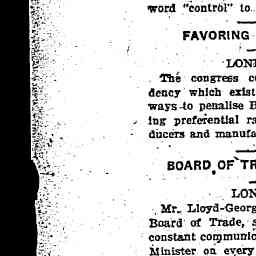 word "control" to
FAVORING
LON
The congress c
dency which exist
ways to penalise B
ing preferential ra
ducers and manufa
BOARD OF TR
LON
Mr. Lloyd-Georg
Board of Trade, s
constant communic
Minister on every